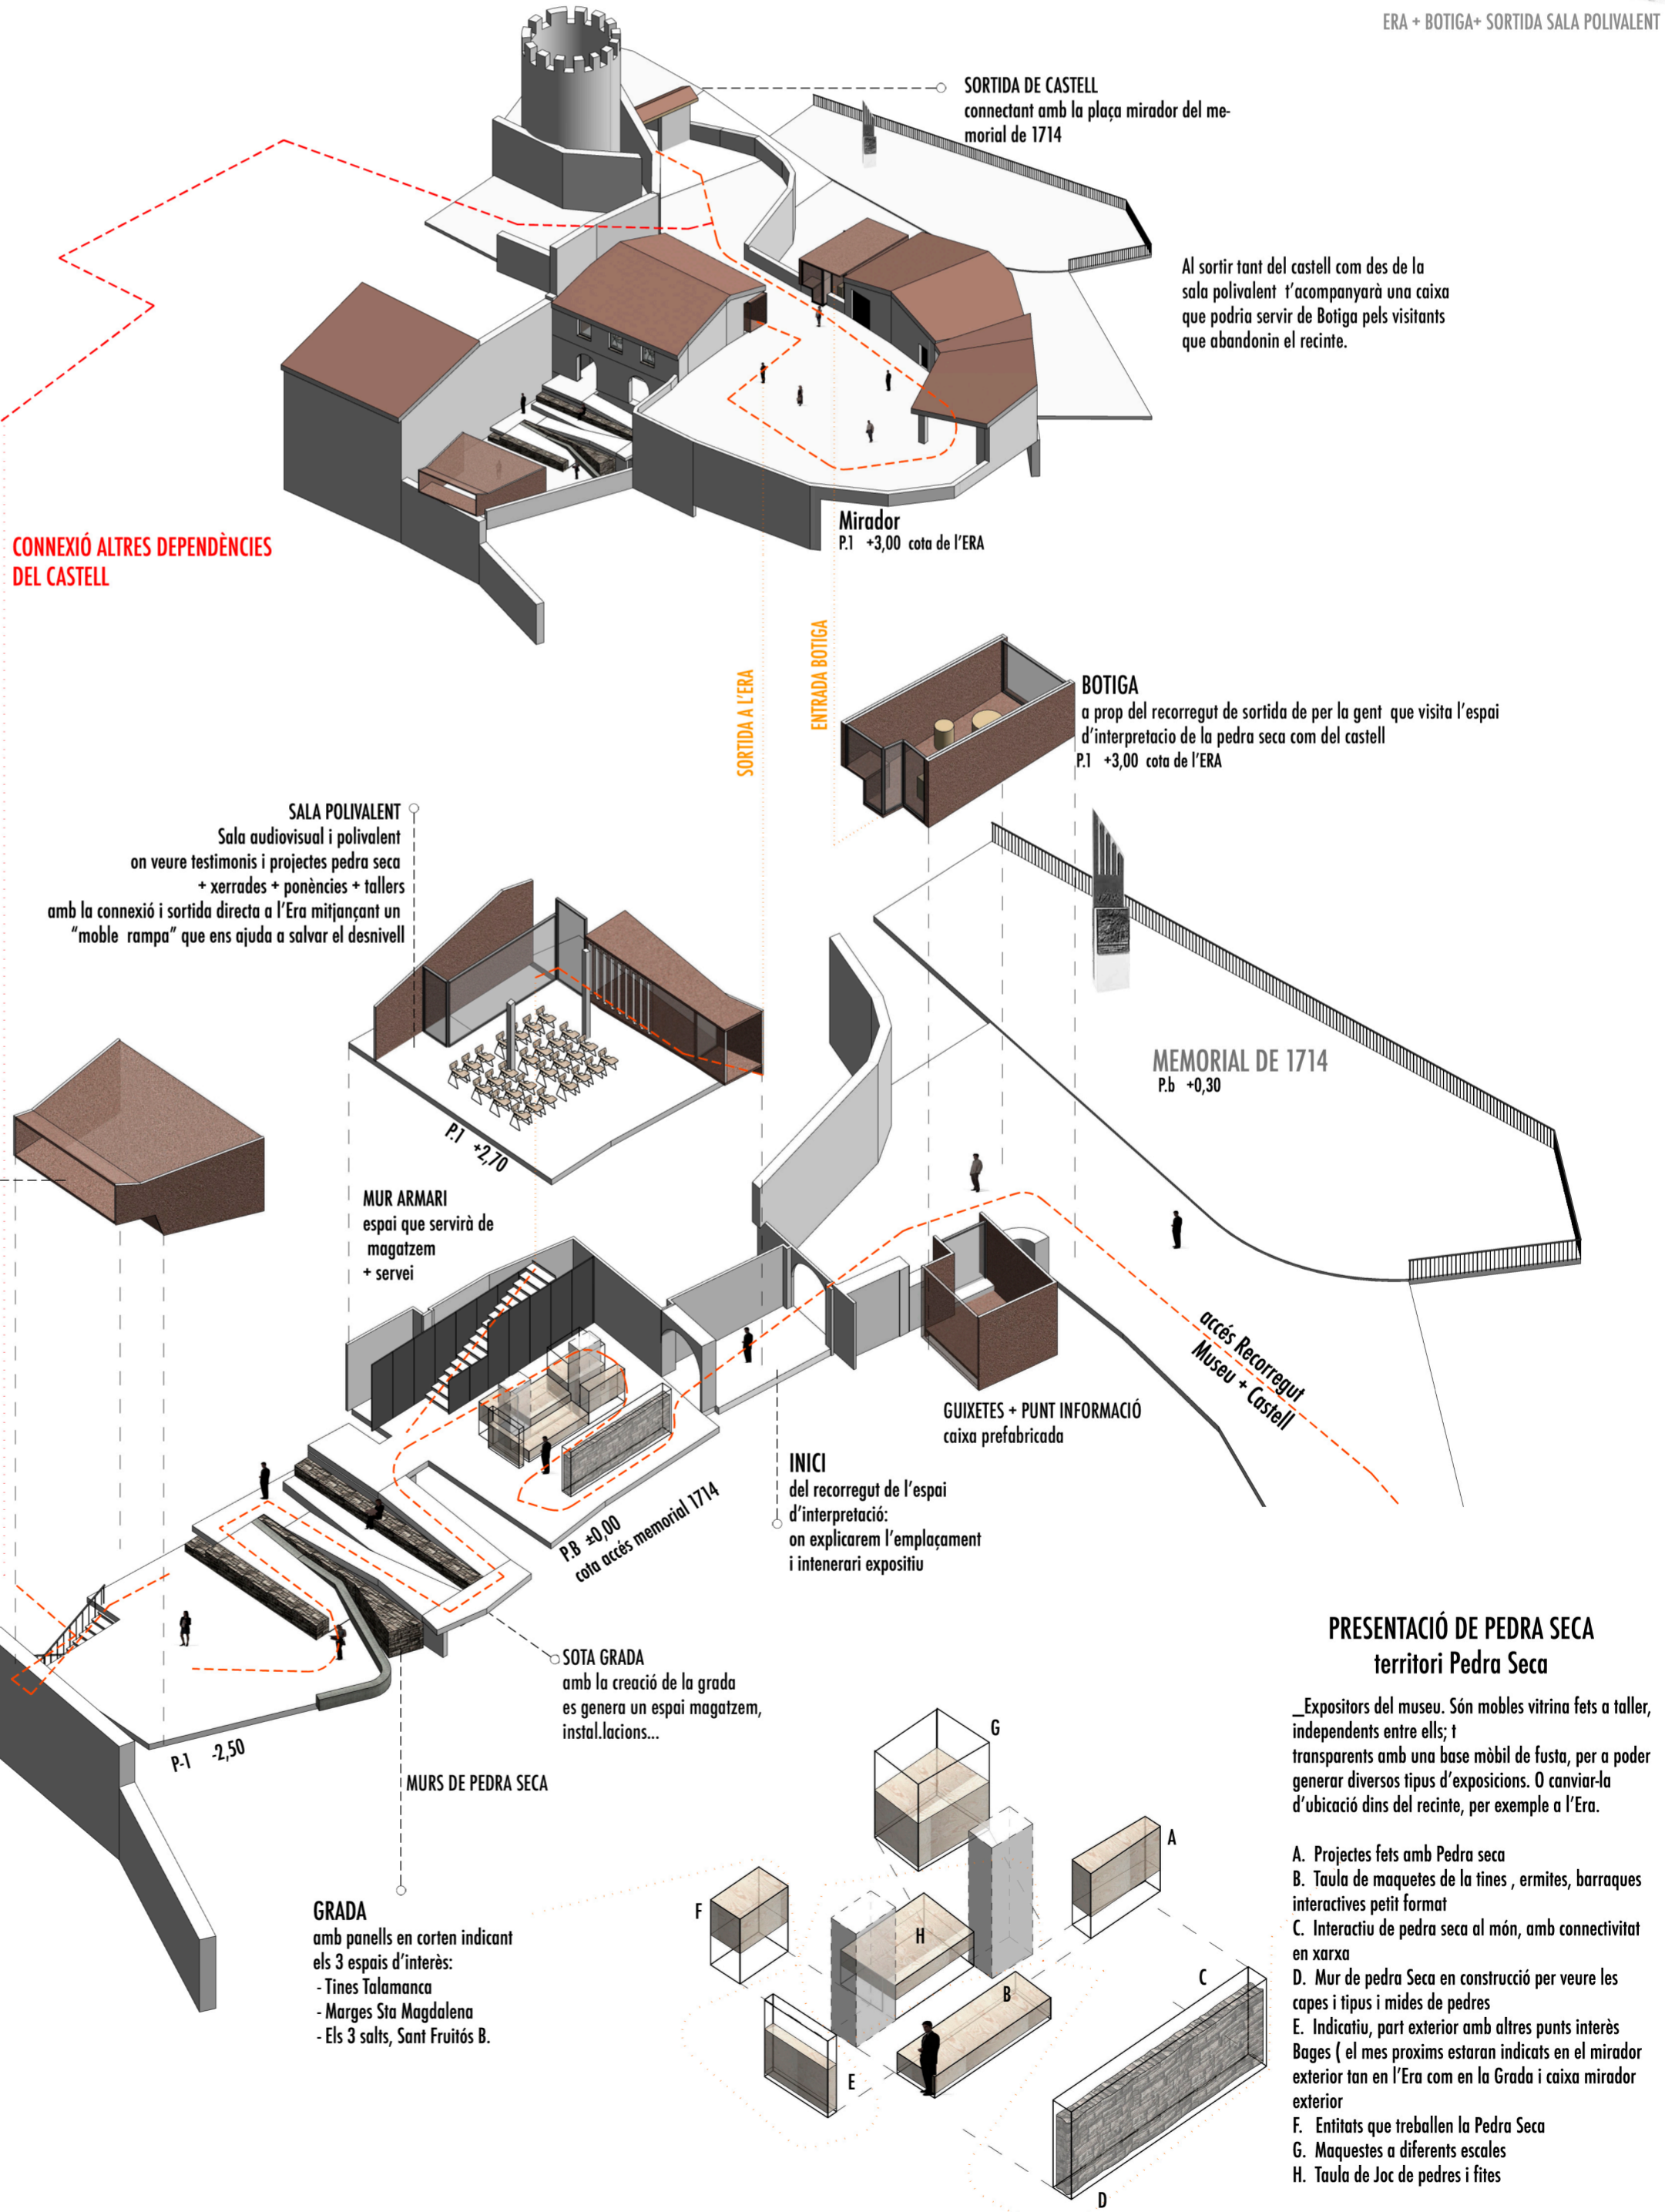 ERA + BOTIGA+ SORTIDA SALA POLIVALENT
SORTIDA DE CASTELL
connectant amb la plaça mirador del me-
morial de 1714
Al sortir tant del castell com des de la
sala polivalent t'acompanyarà una caixa
que podria servir de Botiga pels visitants
que abandonin el recinte.
CONNEXIÓ ALTRES DEPENDÈNCIES
DEL CASTELL
Mirador
P.1 +3,00 cota de l'ERA
SORTIDA A L'ERA
ENTRADA BOTIGA
BOTIGA
a prop del recorregut de sortida de per la gent que visita l'espai
d'interpretacio de la pedra seca com del castell
P.1 +3,00 cota de l'ERA
SALA POLIVALENT
Sala audiovisual i polivalent
on veure testimonis i projectes pedra seca
+ xerrades + ponències + tallers
amb la connexió i sortida directa a l'Era mitjançant un
“moble rampa” que ens ajuda a salvar el desnivell
P.1 +2,70
MEMORIAL DE 1714
P.b +0,30
MUR ARMARI
espai que servirà de
magatzem
+ servei
accés Recorregut
Museu + Castell
GUIXETES + PUNT INFORMACIÓ
caixa prefabricada
INICI
del recorregut de l'espai
d'interpretació:
on explicarem l'emplaçament
i intenerari expositiu
P.B ±0,00
cota accés memorial 1714
SOTA GRADA
amb la creació de la grada
es genera un espai magatzem,
instal.lacions...
P-1 -2,50
MURS DE PEDRA SECA
GRADA
amb panells en corten indicant
els 3 espais d'interès:
- Tines Talamanca
- Marges Sta Magdalena
- Els 3 salts, Sant Fruitós B.
G
A
F
H
C
B
E
D
PRESENTACIÓ DE PEDRA SECA
territori Pedra Seca
_Expositors del museu. Són mobles vitrina fets a taller,
independents entre ells; t
transparents amb una base mòbil de fusta, per a poder
generar diversos tipus d'exposicions. O canviar-la
d'ubicació dins del recinte, per exemple a l'Era.
A. Projectes fets amb Pedra seca
B. Taula de maquetes de la tines , ermites, barraques
interactives petit format
C. Interactiu de pedra seca al món, amb connectivitat
en xarxa
D. Mur de pedra Seca en construcció per veure les
capes i tipus i mides de pedres
E. Indicatiu, part exterior amb altres punts interès
Bages ( el mes proxims estaran indicats en el mirador
exterior tan en l'Era com en la Grada i caixa mirador
exterior
F. Entitats que treballen la Pedra Seca
G. Maquestes a diferents escales
H. Taula de Joc de pedres i fites